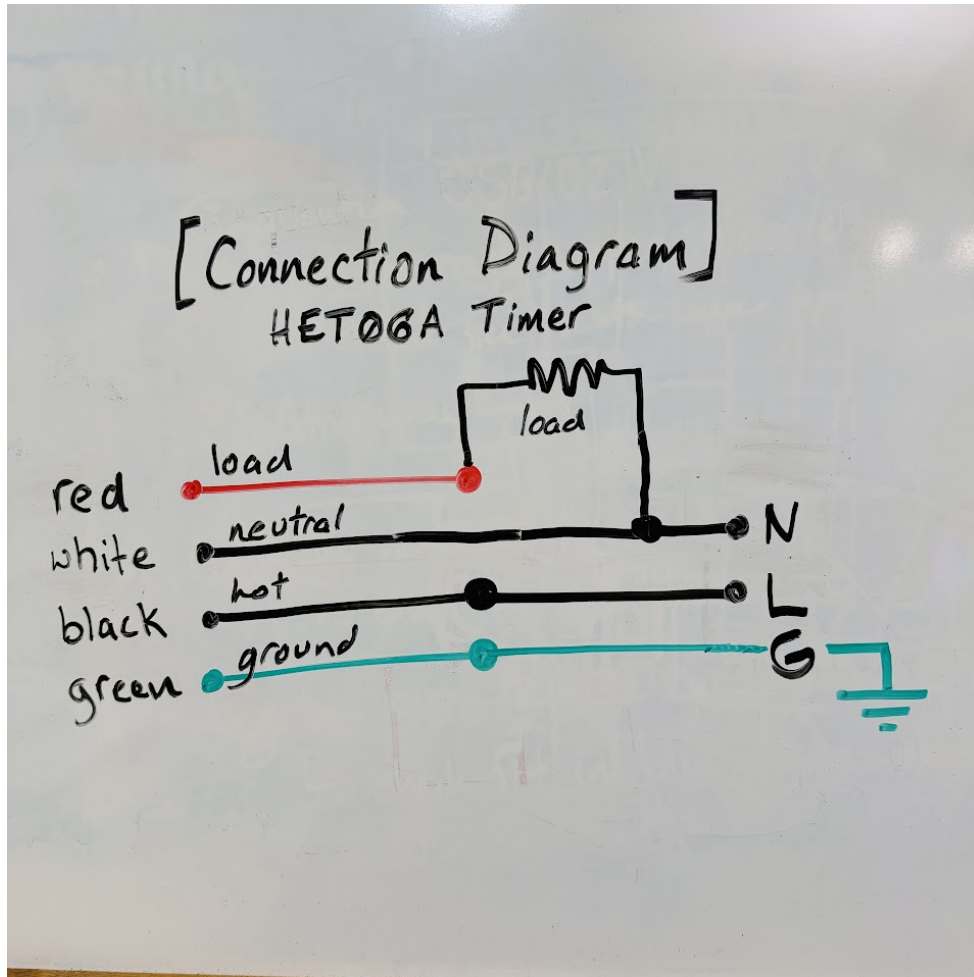 [Connection Diagram]
HET06A Timer
load
load
red
neutral
N
white
hot
L
black
ground
G
green